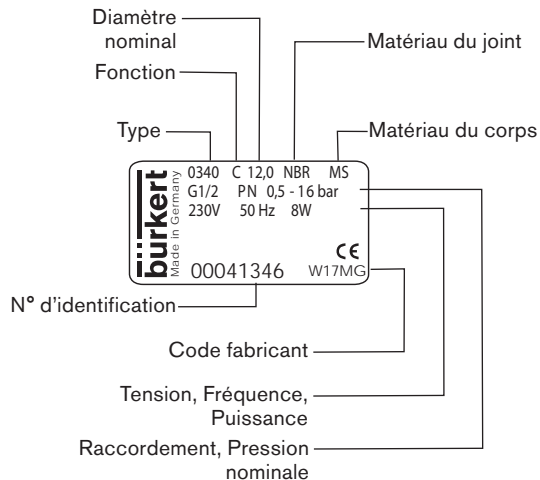 Diamètre
nominal
Matériau du joint
Fonction
Type
Matériau du corps
bürkert
Made in Germany
0340 C 12,0 NBR MS
G1/2 PN 0,5 - 16 bar
230V 50 Hz 8W
CE
00041346 W17MG
N° d'identification
Code fabricant
Tension, Fréquence,
Puissance
Raccordement, Pression
nominale